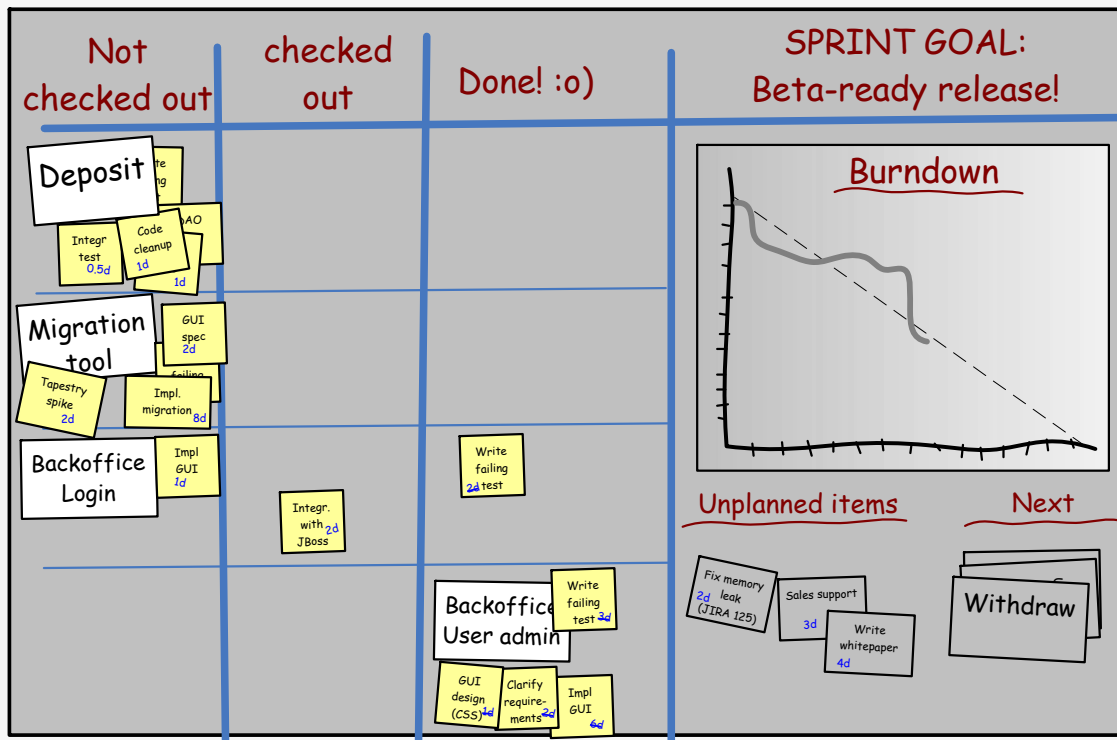 Not
checked out
checked
out
Done! :o)
SPRINT GOAL:
Beta-ready release!
Deposit
DAO
Integr
test
0.5d
Code
cleanup
1d
1d
Migration
tool
GUI
spec
2d
failing
Tapestry
spike
2d
Impl.
migration
8d
Backoffice
Login
Impl
GUI
1d
Integr.
with 2d
JBoss
Write
failing
2d test
Backoffice
User admin
Write
failing
test 3d
GUI
design
(CSS) 1d
Clarify
require-
ments 2d
Impl
GUI
6d
Burndown
Unplanned items
Next
Fix memory
2d leak
(JIRA 125)
Sales support
3d
Write
whitepaper
4d
Withdraw